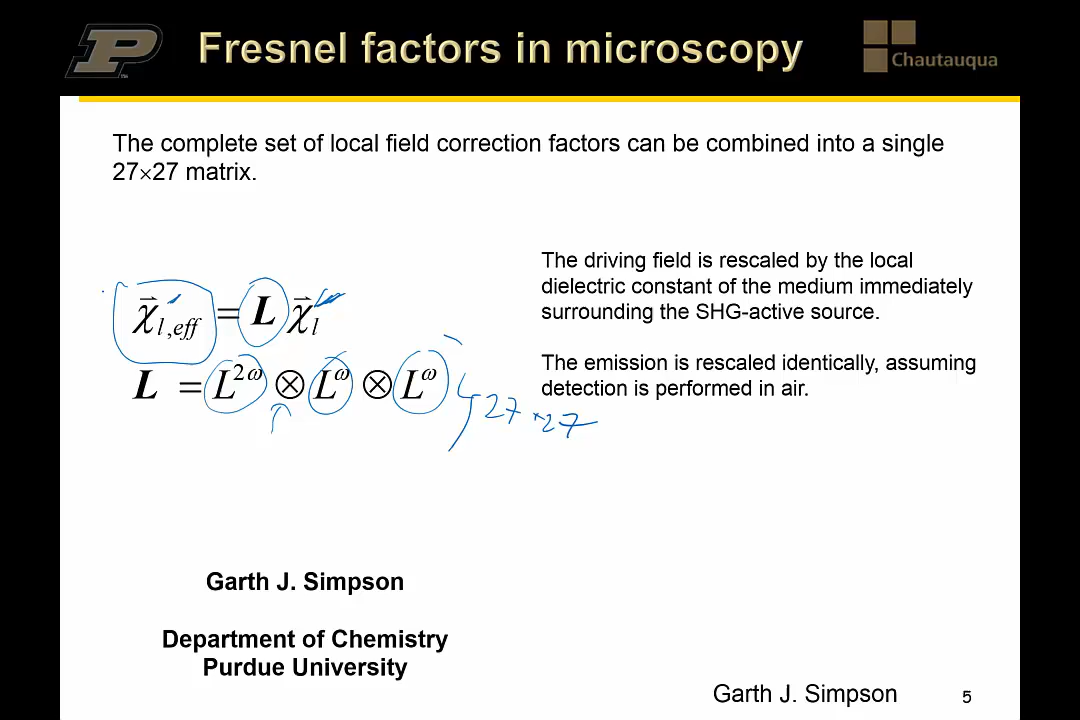 Fresnel factors in microscopy
P
Chautauqua
The complete set of local field correction factors can be combined into a single
27×27 matrix.
χ⃗ₗ,eff = L χ⃗ₗ
L = L²ω ⊗ Lω ⊗ Lω
27 × 27
The driving field is rescaled by the local
dielectric constant of the medium immediately
surrounding the SHG-active source.
The emission is rescaled identically, assuming
detection is performed in air.
Garth J. Simpson
Department of Chemistry
Purdue University
Garth J. Simpson
5